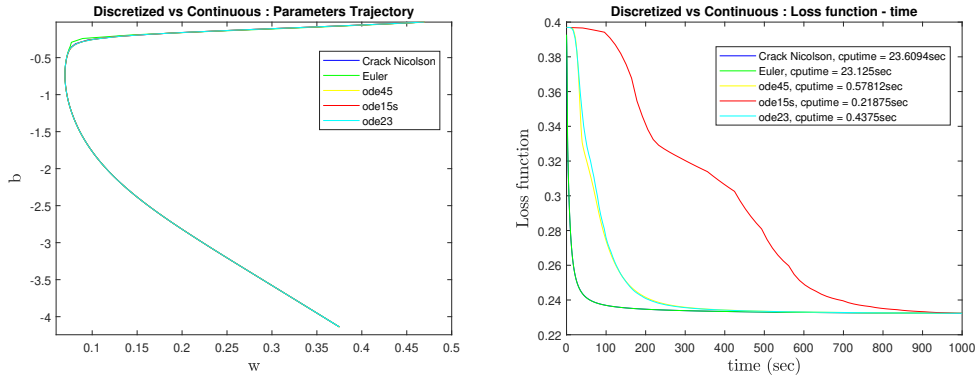 Discretized vs Continuous : Parameters Trajectory
-0.5
-1
-1.5
-2
-2.5
-3
-3.5
-4
b
0.1
0.15
0.2
0.25
0.3
0.35
0.4
0.45
0.5
w
Crack Nicolson
Euler
ode45
ode15s
ode23
Discretized vs Continuous : Loss function - time
0.4
0.38
0.36
0.34
0.32
0.3
0.28
0.26
0.24
0.22
Loss function
0
100
200
300
400
500
600
700
800
900
1000
time (sec)
Crack Nicolson, cputime = 23.6094sec
Euler, cputime = 23.125sec
ode45, cputime = 0.57812sec
ode15s, cputime = 0.21875sec
ode23, cputime = 0.4375sec